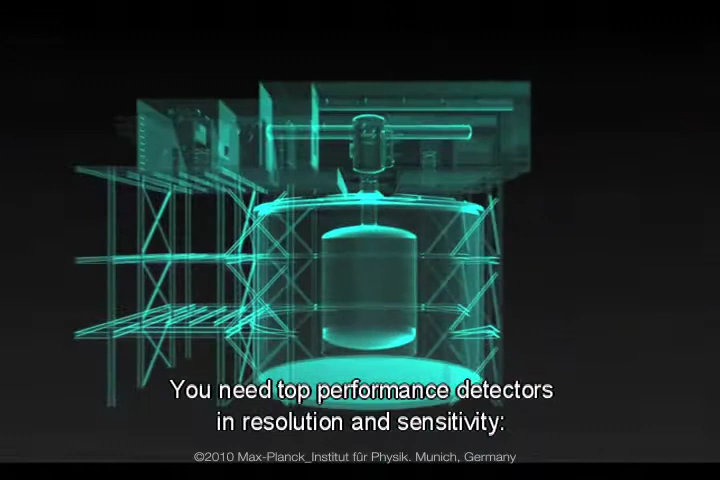 You need top performance detectors
in resolution and sensitivity:
©2010 Max-Planck_Institut für Physik. Munich, Germany